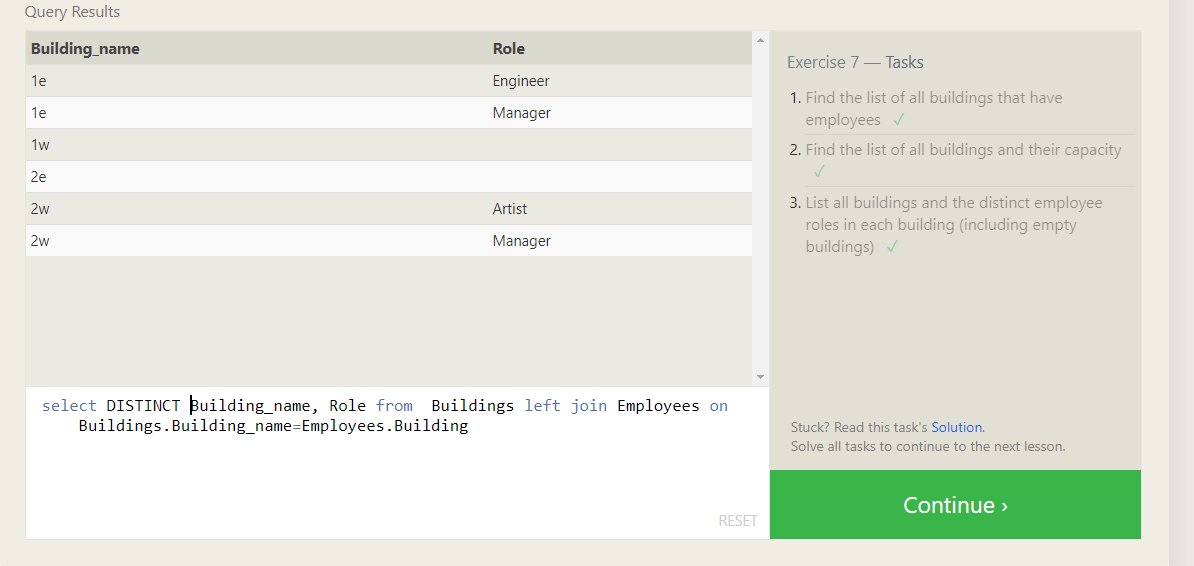 Query Results
Building_name Role
1e Engineer
1e Manager
1w
2e
2w Artist
2w Manager
select DISTINCT Building_name, Role from  Buildings left join Employees on
Buildings.Building_name=Employees.Building
RESET
Exercise 7 — Tasks
1. Find the list of all buildings that have
employees ✓
2. Find the list of all buildings and their capacity
✓
3. List all buildings and the distinct employee
roles in each building (including empty
buildings) ✓
Stuck? Read this task's Solution.
Solve all tasks to continue to the next lesson.
Continue ›